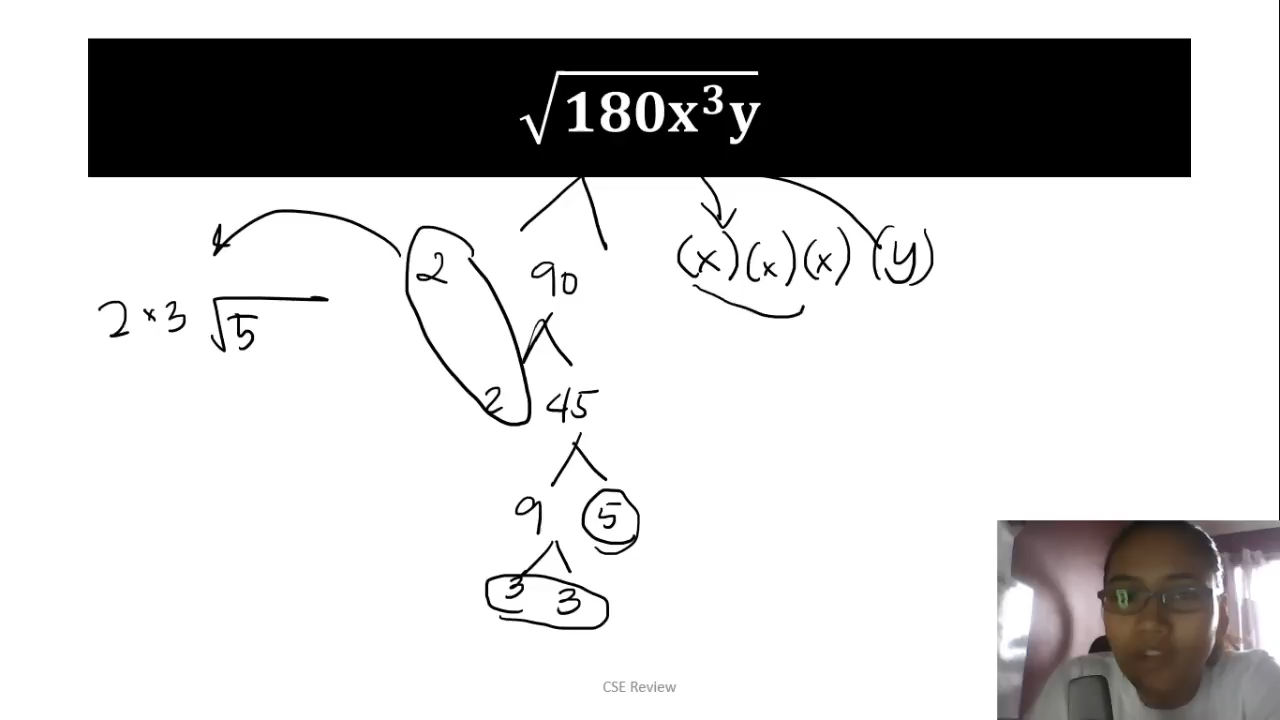 √180x³y
2 90 (x)(x)(x)(y)
2×3 √5
2 45
9 5
3 3
CSE Review